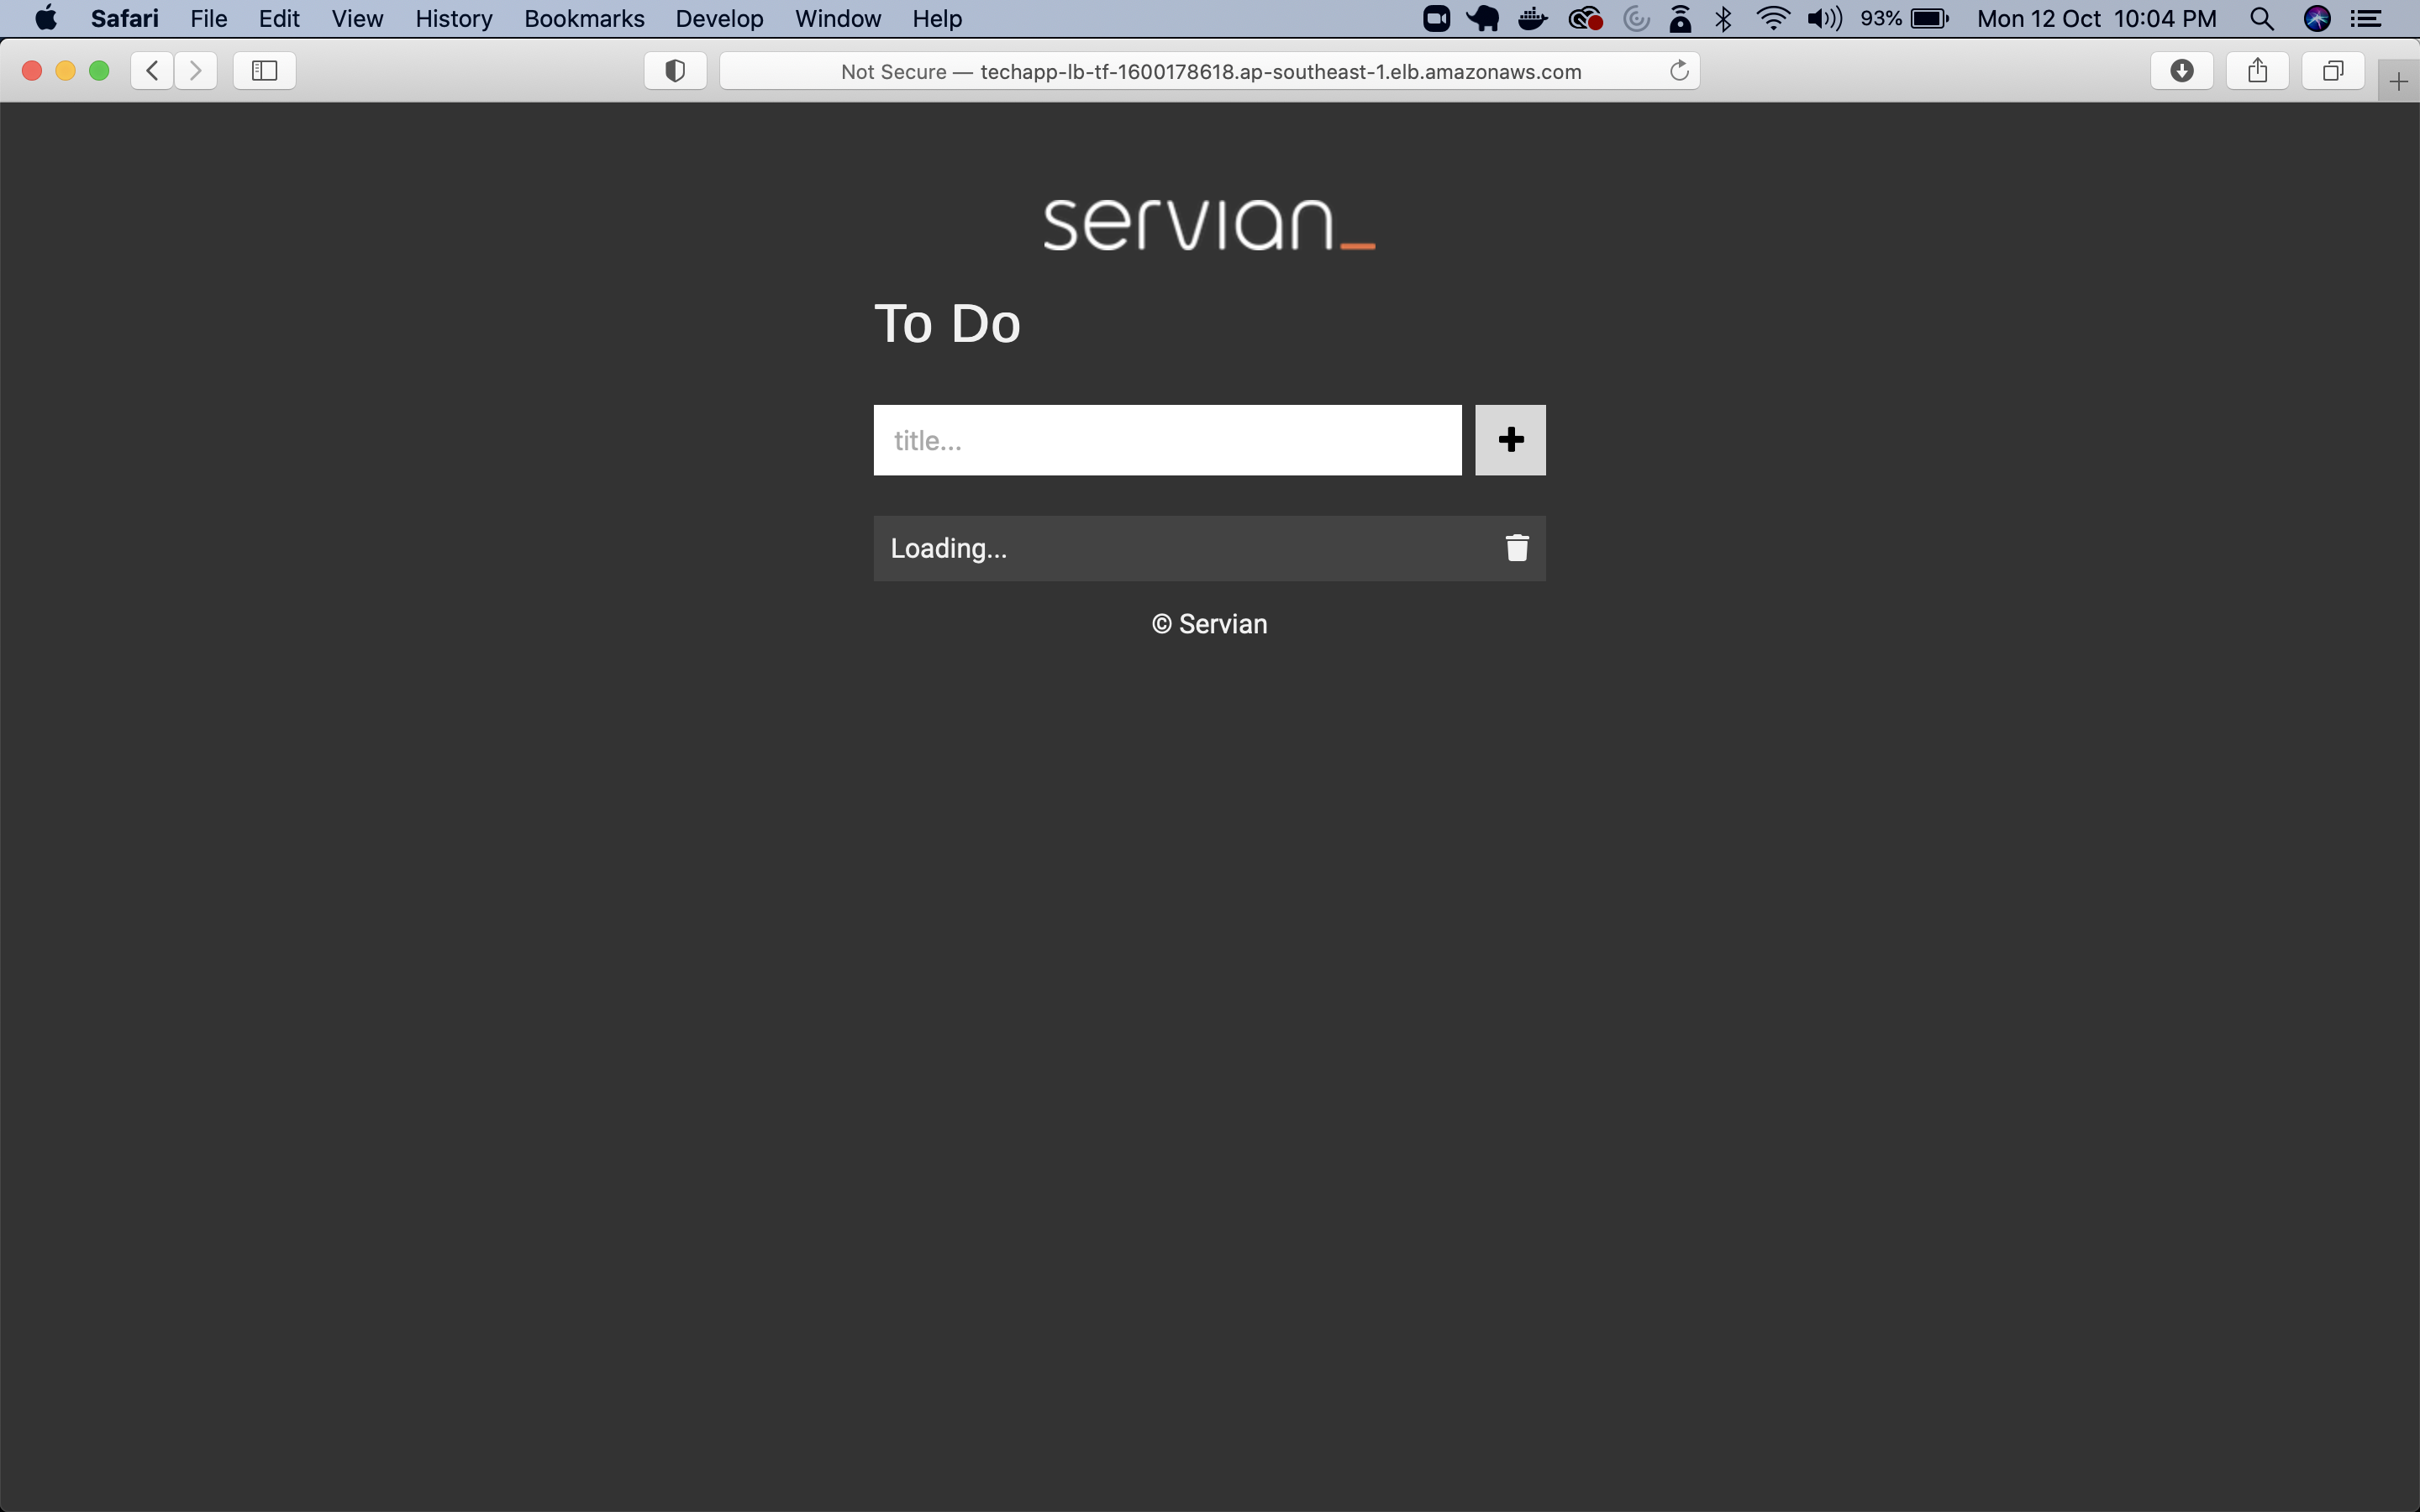 Safari File Edit View History Bookmarks Develop Window Help 93% Mon 12 Oct 10:04 PM
Not Secure — techapp-lb-tf-1600178618.ap-southeast-1.elb.amazonaws.com
servian_
To Do
title...
Loading...
© Servian